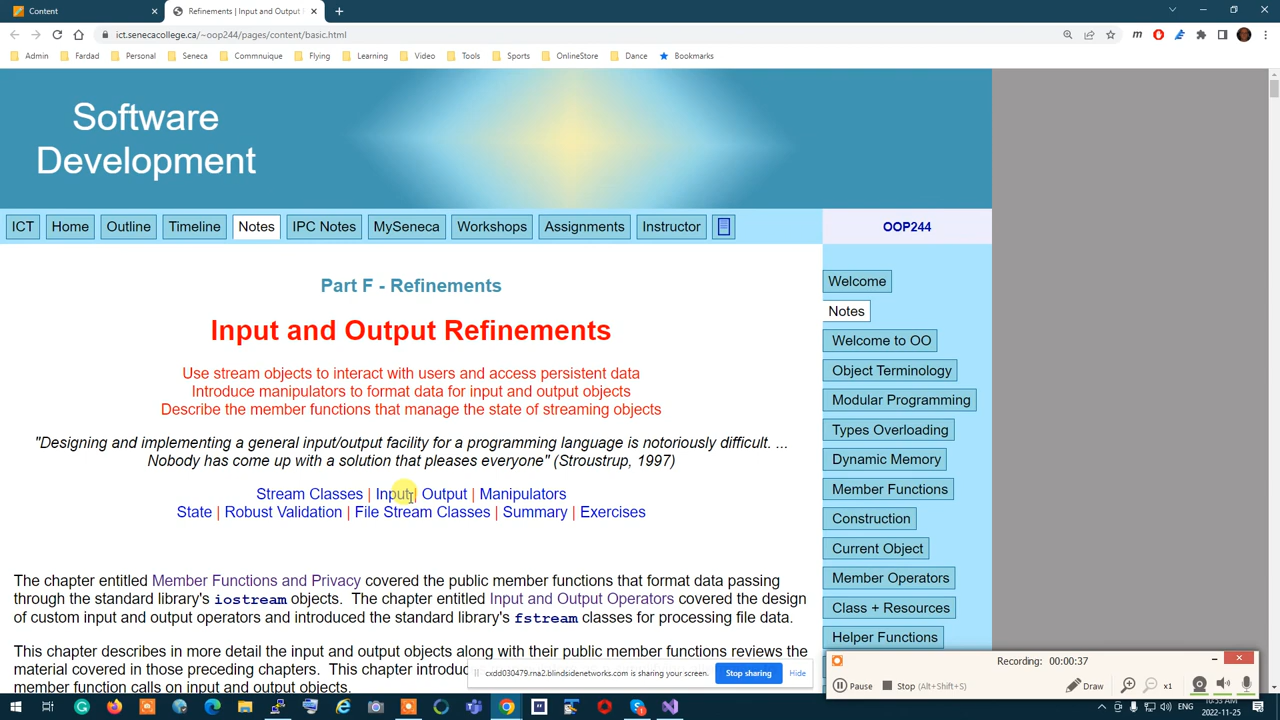 Content
Refinements | Input and Output
ict.senecacollege.ca/~oop244/pages/content/basic.html
Admin Fardad Personal Seneca Commnuique Flying Learning Video Tools Sports OnlineStore Dance Bookmarks
Software
Development
ICT Home Outline Timeline Notes IPC Notes MySeneca Workshops Assignments Instructor
OOP244
Part F - Refinements
Input and Output Refinements
Use stream objects to interact with users and access persistent data
Introduce manipulators to format data for input and output objects
Describe the member functions that manage the state of streaming objects
"Designing and implementing a general input/output facility for a programming language is notoriously difficult. ...
Nobody has come up with a solution that pleases everyone" (Stroustrup, 1997)
Stream Classes | Input | Output | Manipulators
State | Robust Validation | File Stream Classes | Summary | Exercises
The chapter entitled Member Functions and Privacy covered the public member functions that format data passing
through the standard library's iostream objects. The chapter entitled Input and Output Operators covered the design
of custom input and output operators and introduced the standard library's fstream classes for processing file data.
This chapter describes in more detail the input and output objects along with their public member functions reviews the
material covered in those preceding chapters. This chapter introduc
member function calls on input and output objects.
Welcome
Notes
Welcome to OO
Object Terminology
Modular Programming
Types Overloading
Dynamic Memory
Member Functions
Construction
Current Object
Member Operators
Class + Resources
Helper Functions
cxdd030479.rna2.blindsidenetworks.com is sharing your screen.
Stop sharing
Hide
Recording: 00:00:37
Pause
Stop (Alt+Shift+S)
Draw
x1
ENG
10:53 AM
2022-11-25